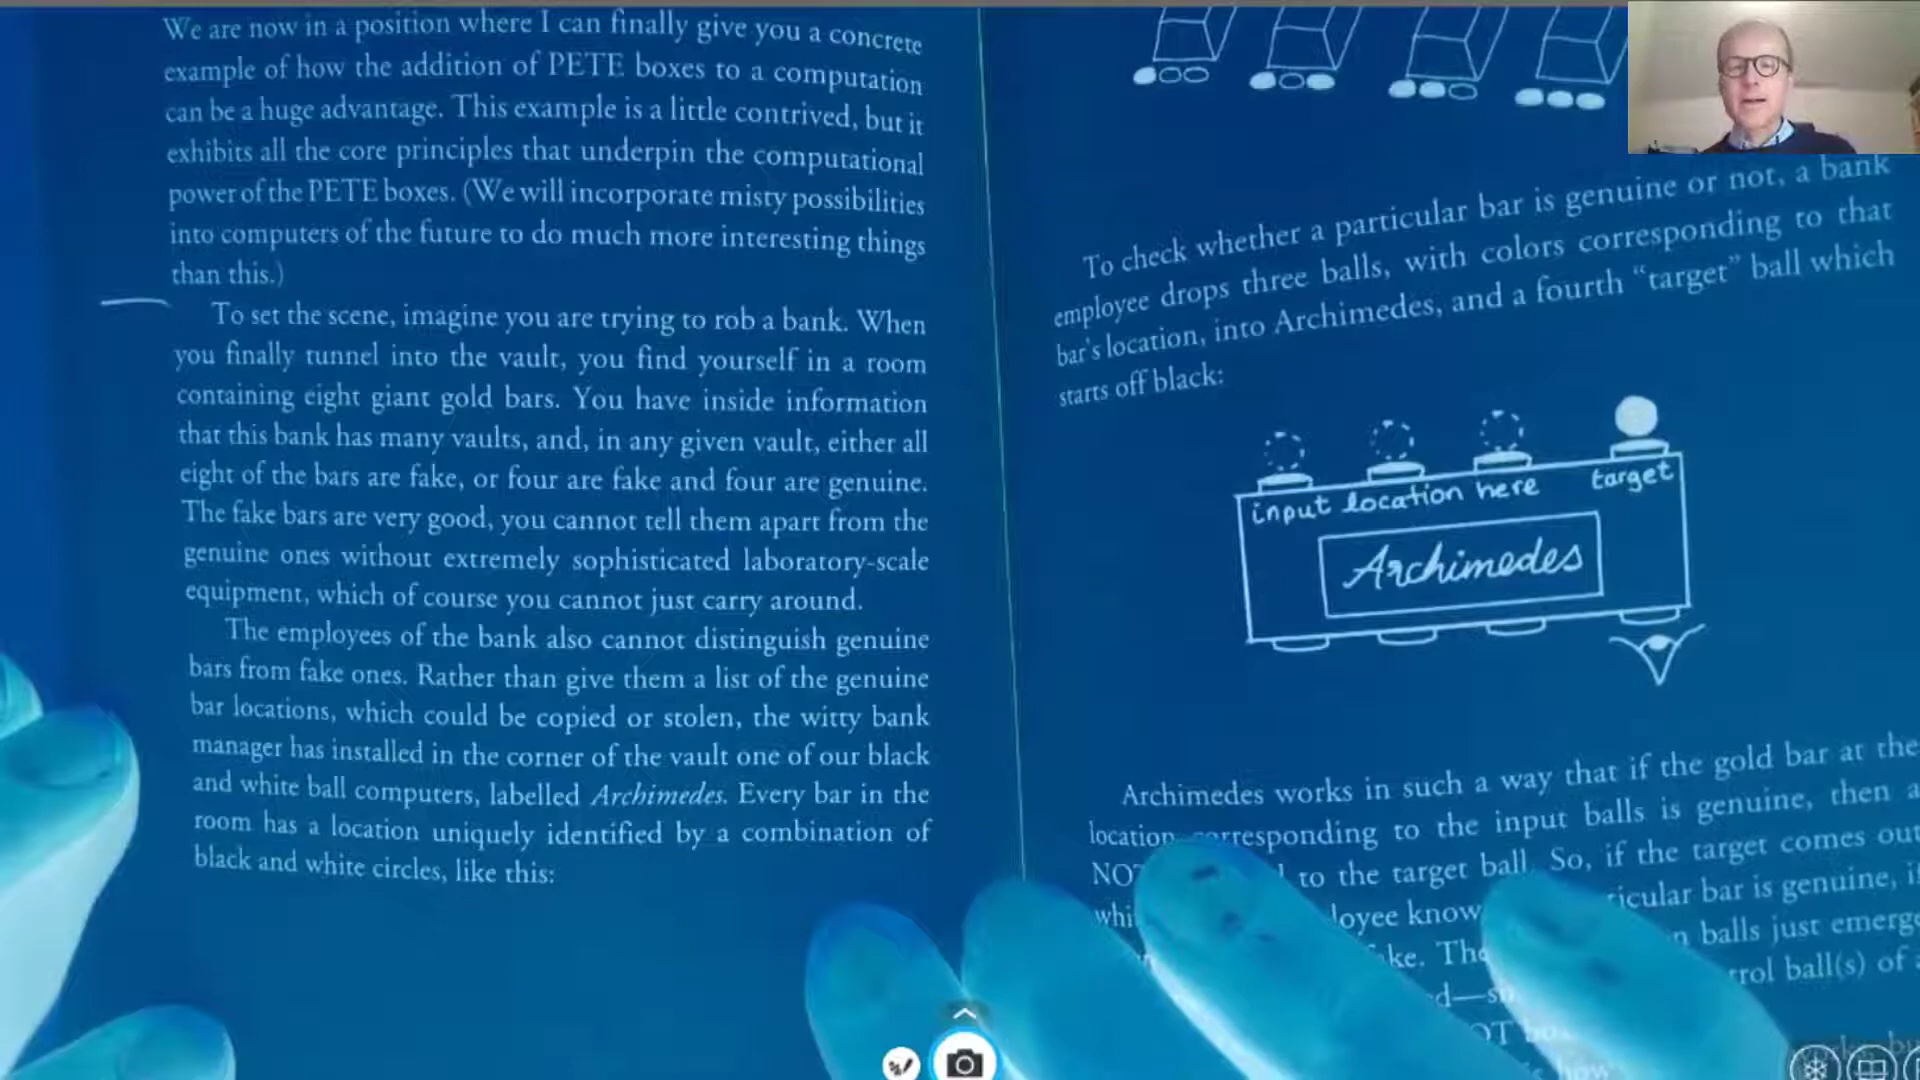 We are now in a position where I can finally give you a concrete
example of how the addition of PETE boxes to a computation
can be a huge advantage. This example is a little contrived, but it
exhibits all the core principles that underpin the computational
power of the PETE boxes. (We will incorporate misty possibilities
into computers of the future to do much more interesting things
than this.)
To set the scene, imagine you are trying to rob a bank. When
you finally tunnel into the vault, you find yourself in a room
containing eight giant gold bars. You have inside information
that this bank has many vaults, and, in any given vault, either all
eight of the bars are fake, or four are fake and four are genuine.
The fake bars are very good, you cannot tell them apart from the
genuine ones without extremely sophisticated laboratory-scale
equipment, which of course you cannot just carry around.
The employees of the bank also cannot distinguish genuine
bars from fake ones. Rather than give them a list of the genuine
bar locations, which could be copied or stolen, the witty bank
manager has installed in the corner of the vault one of our black
and white ball computers, labelled Archimedes. Every bar in the
room has a location uniquely identified by a combination of
black and white circles, like this:
To check whether a particular bar is genuine or not, a bank
employee drops three balls, with colors corresponding to that
bar's location, into Archimedes, and a fourth “target” ball which
starts off black:
input location here target
Archimedes
Archimedes works in such a way that if the gold bar at the
location corresponding to the input balls is genuine, then a
to the target ball. So, if the target comes out
bar is genuine, if
balls just emerge
ball(s) of a